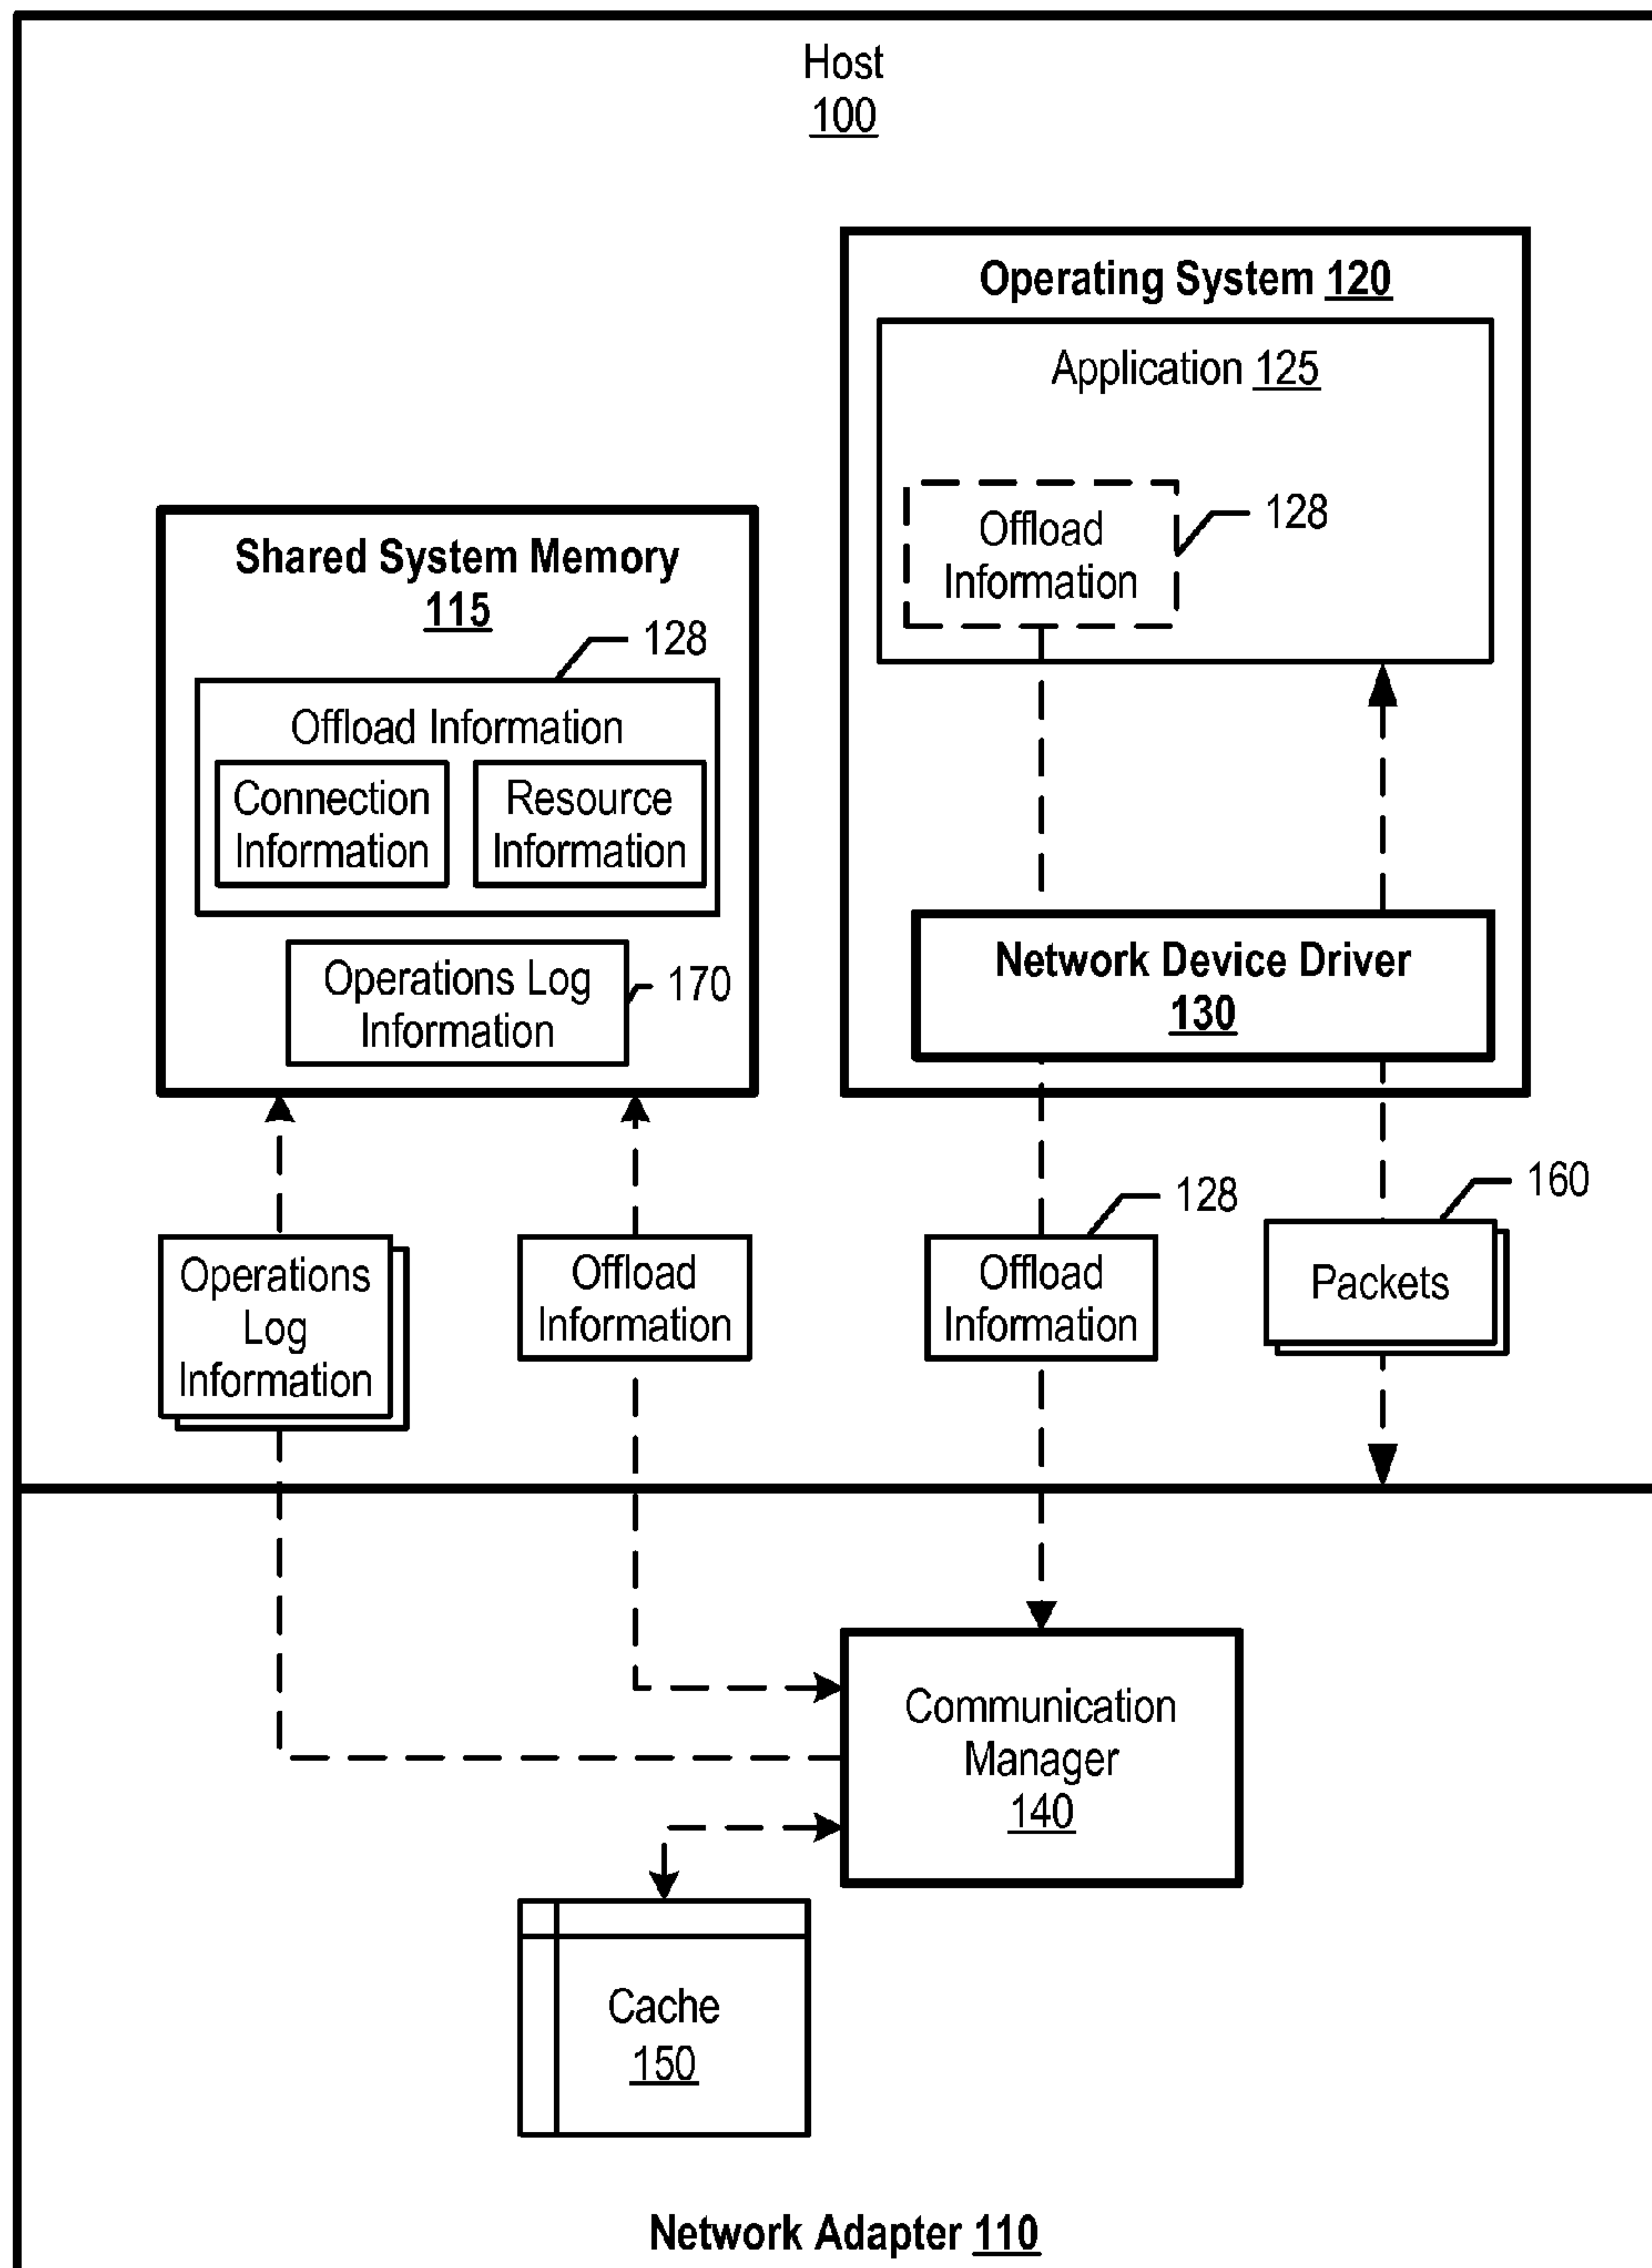 Host
100
Operating System 120
Application 125
Offload
Information
128
Shared System Memory
115
128
Offload Information
Connection
Information
Resource
Information
Operations Log
Information
170
Network Device Driver
130
Operations
Log
Information
Offload
Information
128
Offload
Information
160
Packets
Communication
Manager
140
Cache
150
Network Adapter 110